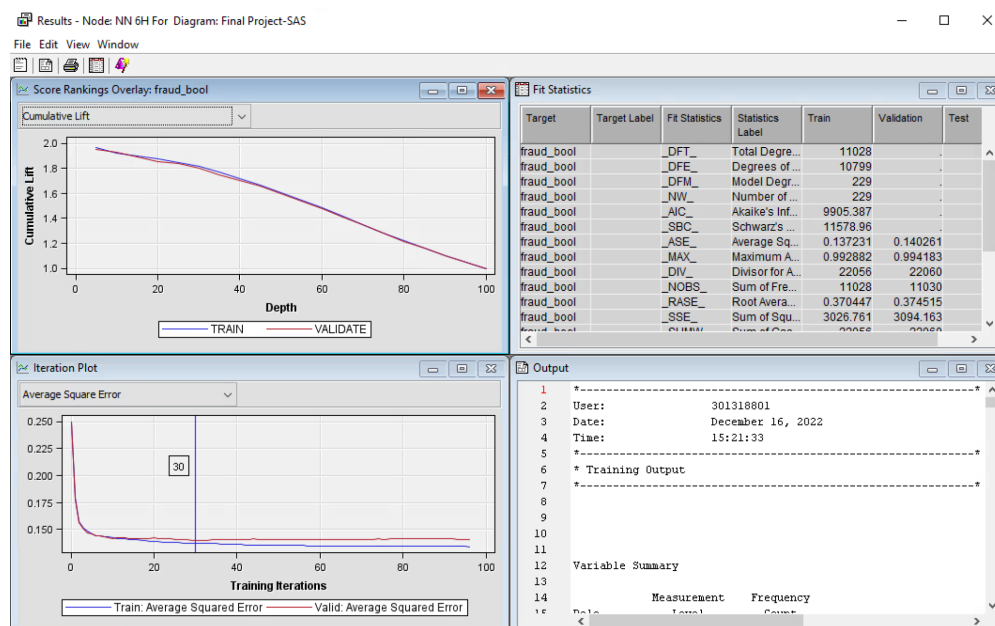 Results - Node: NN 6H For Diagram: Final Project-SAS
File Edit View Window
Score Rankings Overlay: fraud_bool
Cumulative Lift
Cumulative Lift
2.0
1.8
1.6
1.4
1.2
1.0
0 20 40 60 80 100
Depth
TRAIN VALIDATE
Fit Statistics
Target Target Label Fit Statistics Statistics Label Train Validation Test
fraud_bool _DFT_ Total Degre... 11028 .
fraud_bool _DFE_ Degrees of ... 10799 .
fraud_bool _DFM_ Model Degr... 229 .
fraud_bool _NW_ Number of ... 229 .
fraud_bool _AIC_ Akaike's Inf... 9905.387 .
fraud_bool _SBC_ Schwarz's ... 11578.96 .
fraud_bool _ASE_ Average Sq... 0.137231 0.140261
fraud_bool _MAX_ Maximum A... 0.992882 0.994183
fraud_bool _DIV_ Divisor for A... 22056 22060
fraud_bool _NOBS_ Sum of Fre... 11028 11030
fraud_bool _RASE_ Root Avera... 0.370447 0.374515
fraud_bool _SSE_ Sum of Squ... 3026.761 3094.163
Iteration Plot
Average Square Error
0.250
0.225
0.200
0.175
0.150
30
0 20 40 60 80 100
Training Iterations
Train: Average Squared Error Valid: Average Squared Error
Output
1 *------------------------------------------------------------*
2 User: 301318801
3 Date: December 16, 2022
4 Time: 15:21:33
5 *------------------------------------------------------------*
6 * Training Output
7 *------------------------------------------------------------*
8
9
10
11
12 Variable Summary
13
14 Measurement Frequency
15 Role Level Count